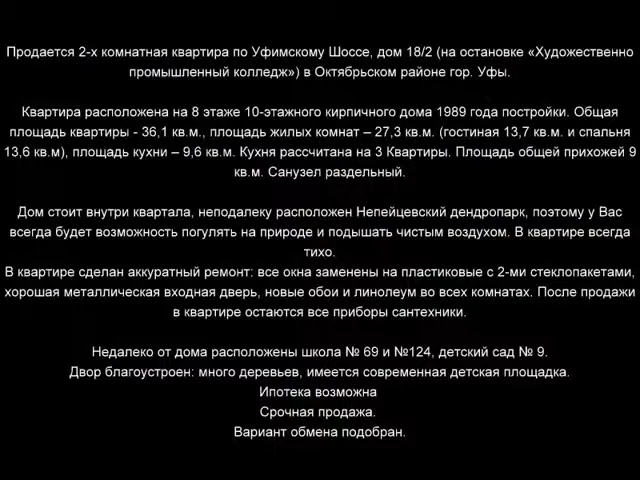 Продается 2-х комнатная квартира по Уфимскому Шоссе, дом 18/2 (на остановке «Художественно
промышленный колледж») в Октябрьском районе гор. Уфы.
Квартира расположена на 8 этаже 10-этажного кирпичного дома 1989 года постройки. Общая
площадь квартиры - 36,1 кв.м., площадь жилых комнат – 27,3 кв.м. (гостиная 13,7 кв.м. и спальня
13,6 кв.м), площадь кухни – 9,6 кв.м. Кухня рассчитана на 3 Квартиры. Площадь общей прихожей 9
кв.м. Санузел раздельный.
Дом стоит внутри квартала, неподалеку расположен Непейцевский дендропарк, поэтому у Вас
всегда будет возможность погулять на природе и подышать чистым воздухом. В квартире всегда
тихо.
В квартире сделан аккуратный ремонт: все окна заменены на пластиковые с 2-ми стеклопакетами,
хорошая металлическая входная дверь, новые обои и линолеум во всех комнатах. После продажи
в квартире остаются все приборы сантехники.
Недалеко от дома расположены школа № 69 и №124, детский сад № 9.
Двор благоустроен: много деревьев, имеется современная детская площадка.
Ипотека возможна
Срочная продажа.
Вариант обмена подобран.